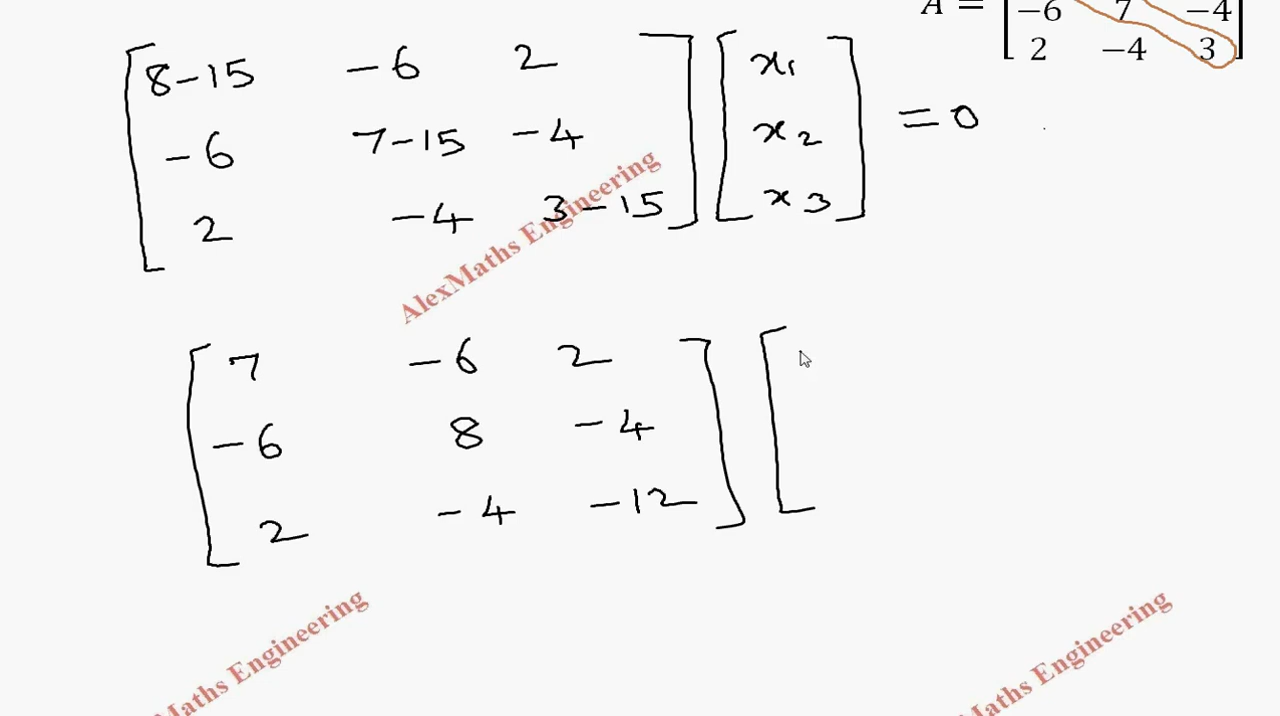 A = [ -6 7 -4
2 -4 3 ]
[ 8-15 -6 2 ] [ x₁ ]
[ -6 7-15 -4 ] [ x₂ ] = 0
[ 2 -4 3-15 ] [ x₃ ]
AlexMaths Engineering
[ 7 -6 2 ] [
[ -6 8 -4 ] [
[ 2 -4 -12 ] [
Maths Engineering
Maths Engineering